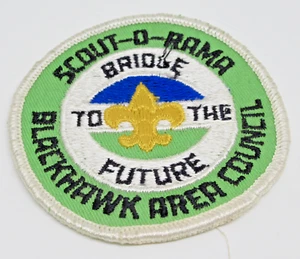 SCOUT-O-RAMA
BRIDGE
TO THE
FUTURE
BLACKHAWK AREA COUNCIL